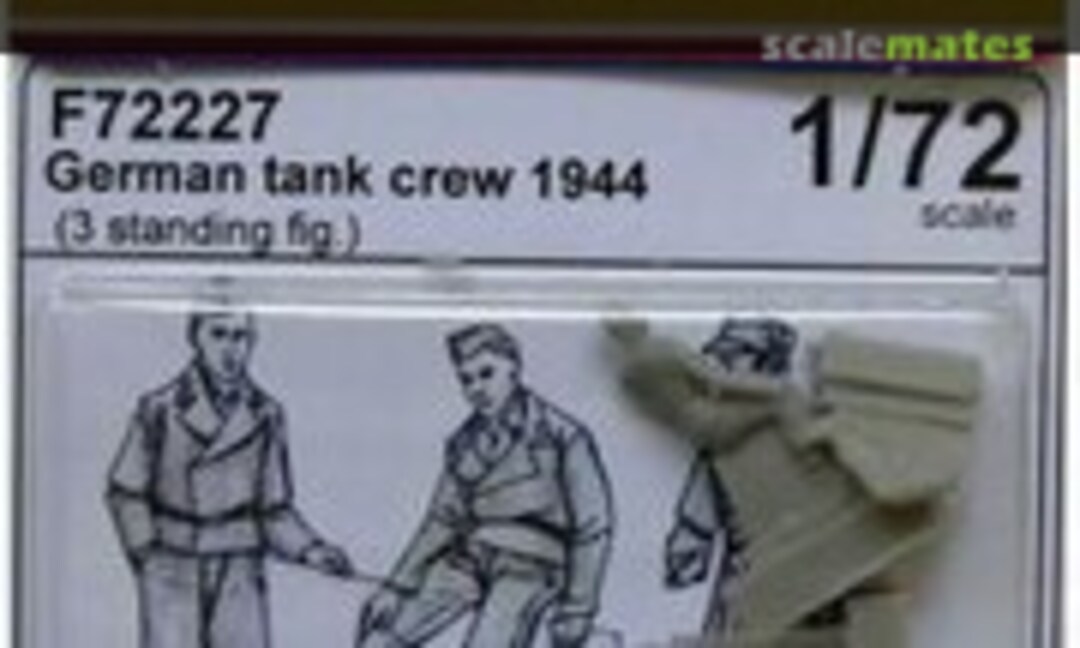 scalemates
F72227
1/72
German tank crew 1944
scale
(3 standing fig.)